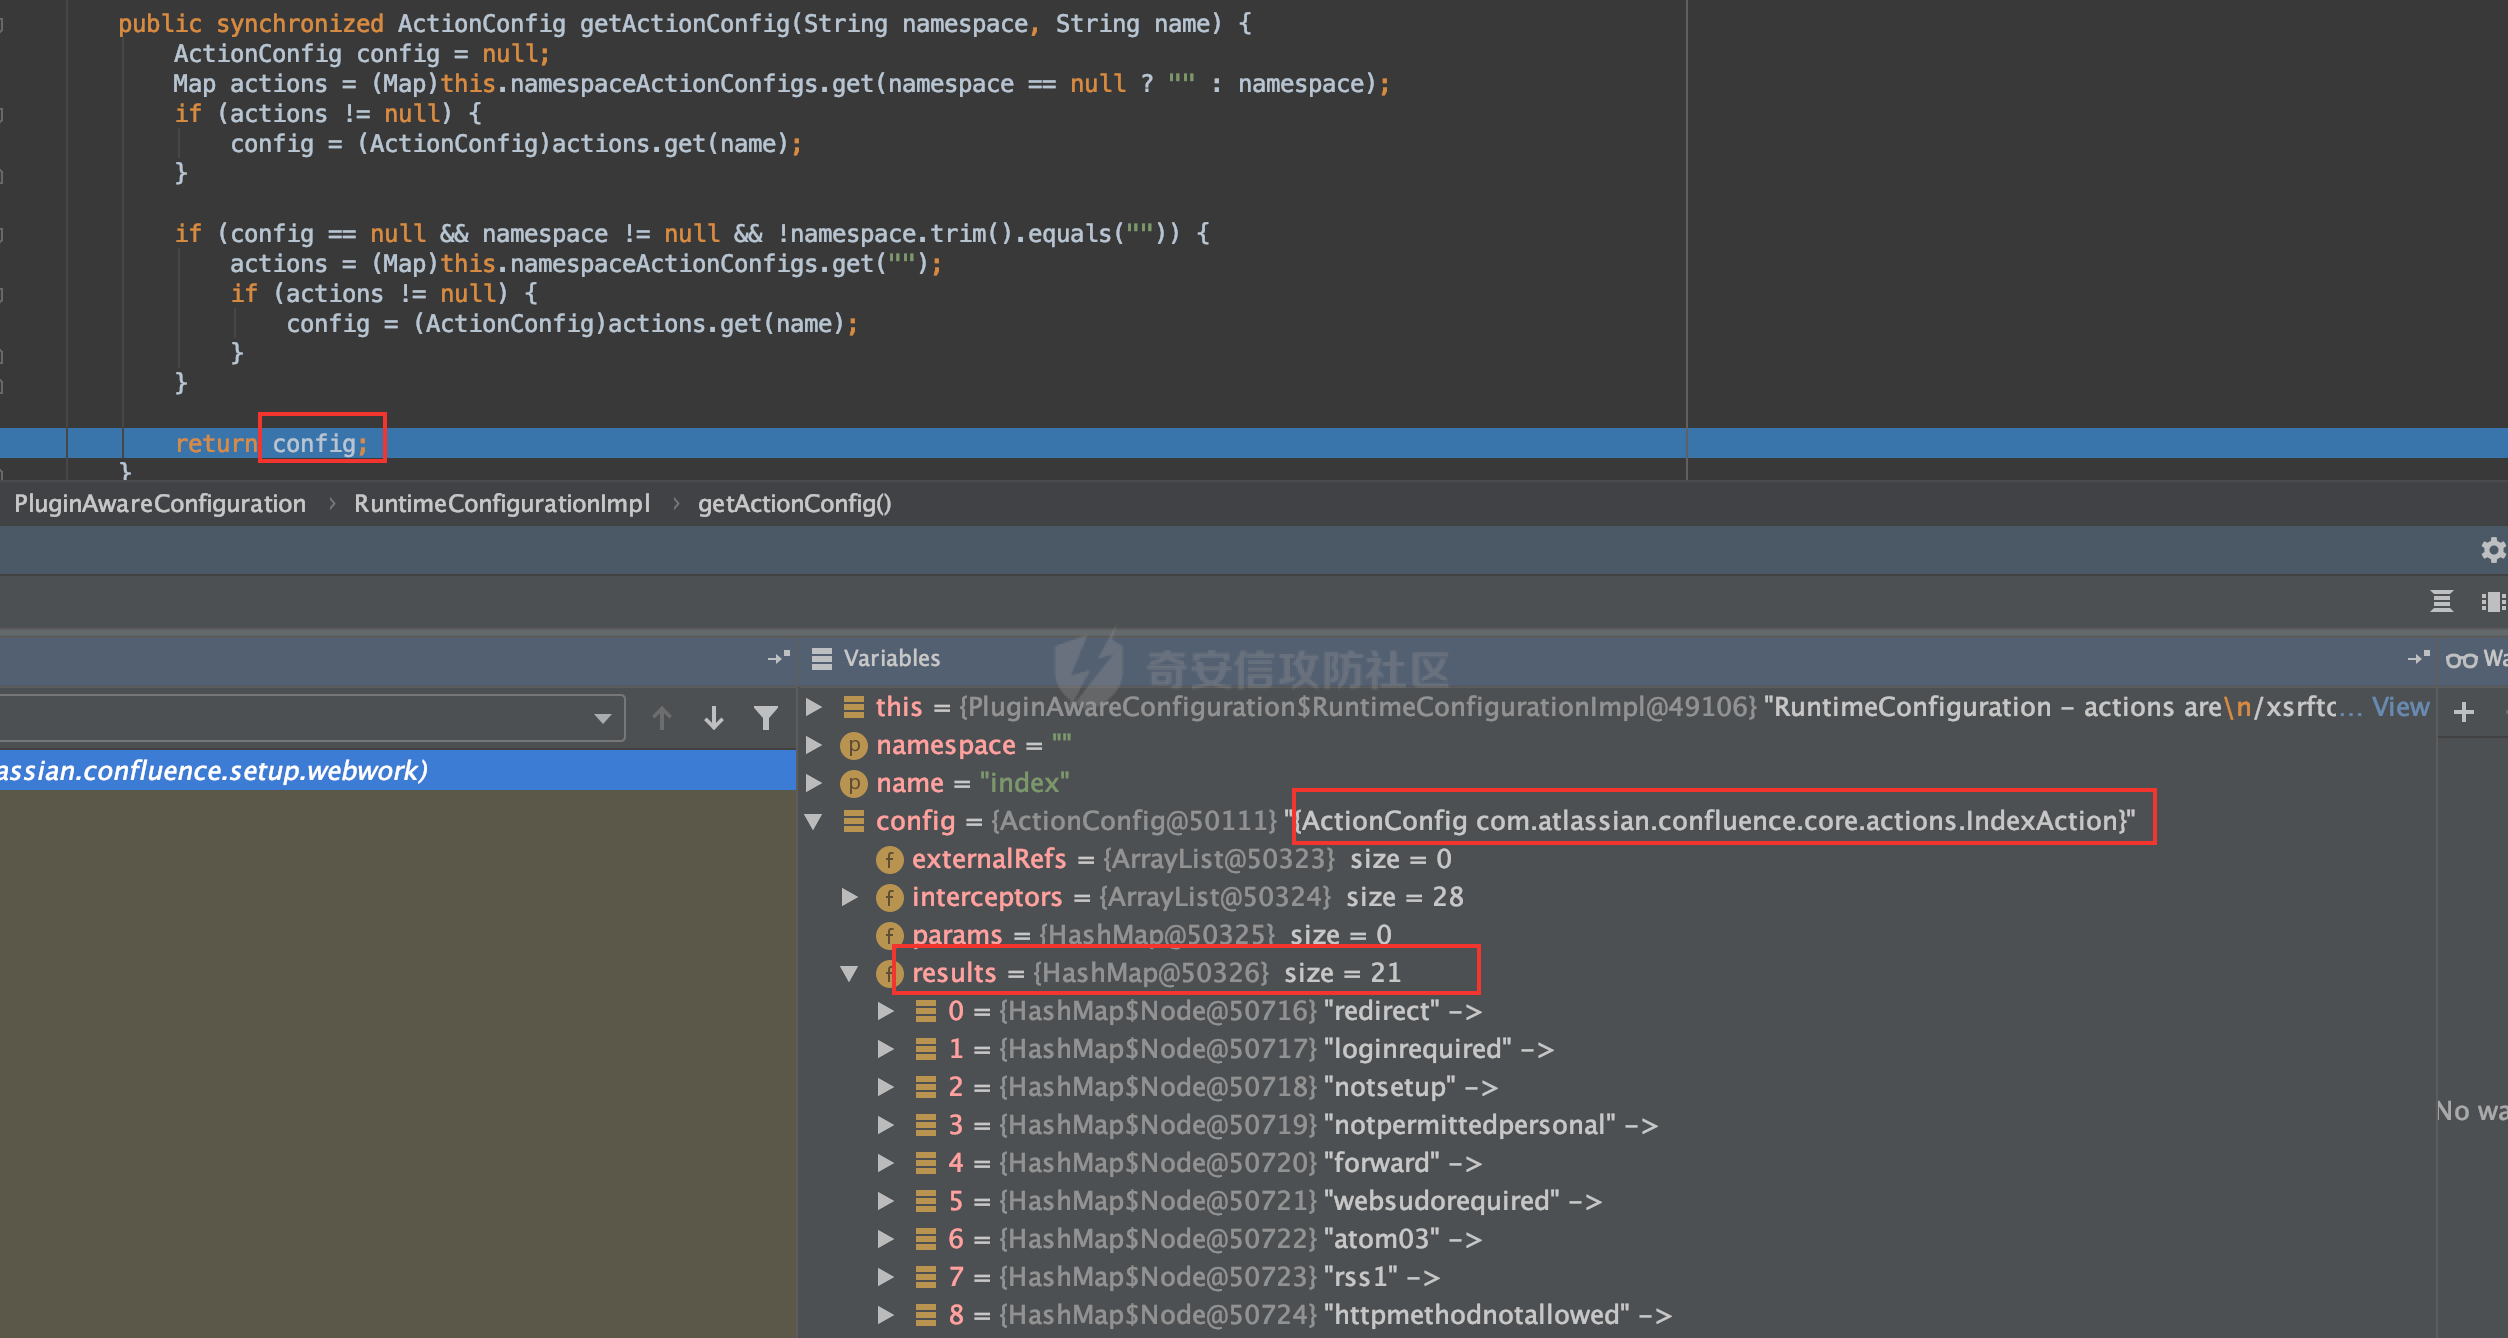 public synchronized ActionConfig getActionConfig(String namespace, String name) {
ActionConfig config = null;
Map actions = (Map)this.namespaceActionConfigs.get(namespace == null ? "" : namespace);
if (actions != null) {
config = (ActionConfig)actions.get(name);
}
if (config == null && namespace != null && !namespace.trim().equals("")) {
actions = (Map)this.namespaceActionConfigs.get("");
if (actions != null) {
config = (ActionConfig)actions.get(name);
}
}
return config;
}
PluginAwareConfiguration › RuntimeConfigurationImpl › getActionConfig()
Variables
奇安信攻防社区
this = {PluginAwareConfiguration$RuntimeConfigurationImpl@49106} "RuntimeConfiguration – actions are\n/xsrftc... View
namespace = ""
assian.confluence.setup.webwork)
name = "index"
config = {ActionConfig@50111} "{ActionConfig com.atlassian.confluence.core.actions.IndexAction}"
externalRefs = {ArrayList@50323} size = 0
interceptors = {ArrayList@50324} size = 28
params = {HashMap@50325} size = 0
results = {HashMap@50326} size = 21
0 = {HashMap$Node@50716} "redirect" ->
1 = {HashMap$Node@50717} "loginrequired" ->
2 = {HashMap$Node@50718} "notsetup" ->
3 = {HashMap$Node@50719} "notpermittedpersonal" ->
No wa
4 = {HashMap$Node@50720} "forward" ->
5 = {HashMap$Node@50721} "websudorequired" ->
6 = {HashMap$Node@50722} "atom03" ->
7 = {HashMap$Node@50723} "rss1" ->
8 = {HashMap$Node@50724} "httpmethodnotallowed" ->